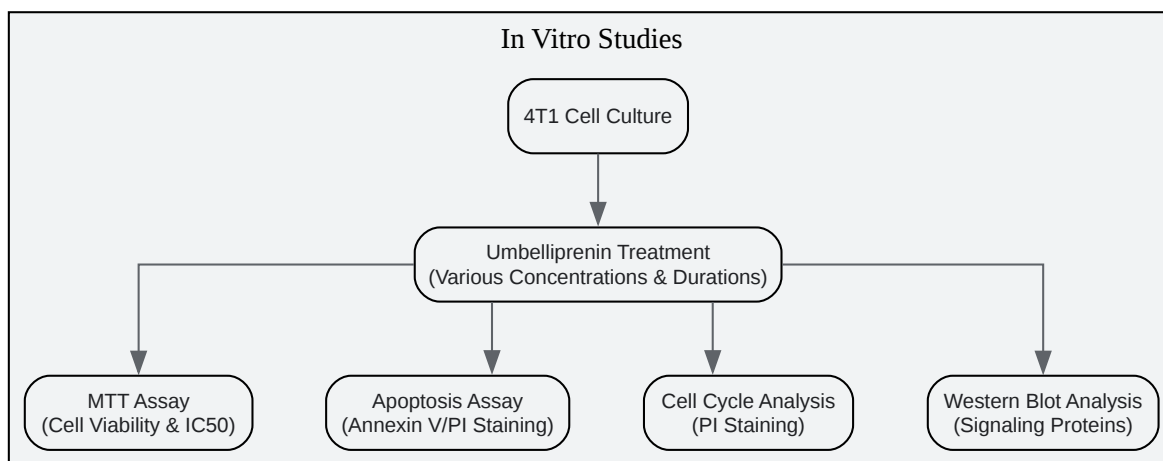 In Vitro Studies
4T1 Cell Culture
Umbelliprenin Treatment
(Various Concentrations & Durations)
MTT Assay
(Cell Viability & IC50)
Apoptosis Assay
(Annexin V/PI Staining)
Cell Cycle Analysis
(PI Staining)
Western Blot Analysis
(Signaling Proteins)